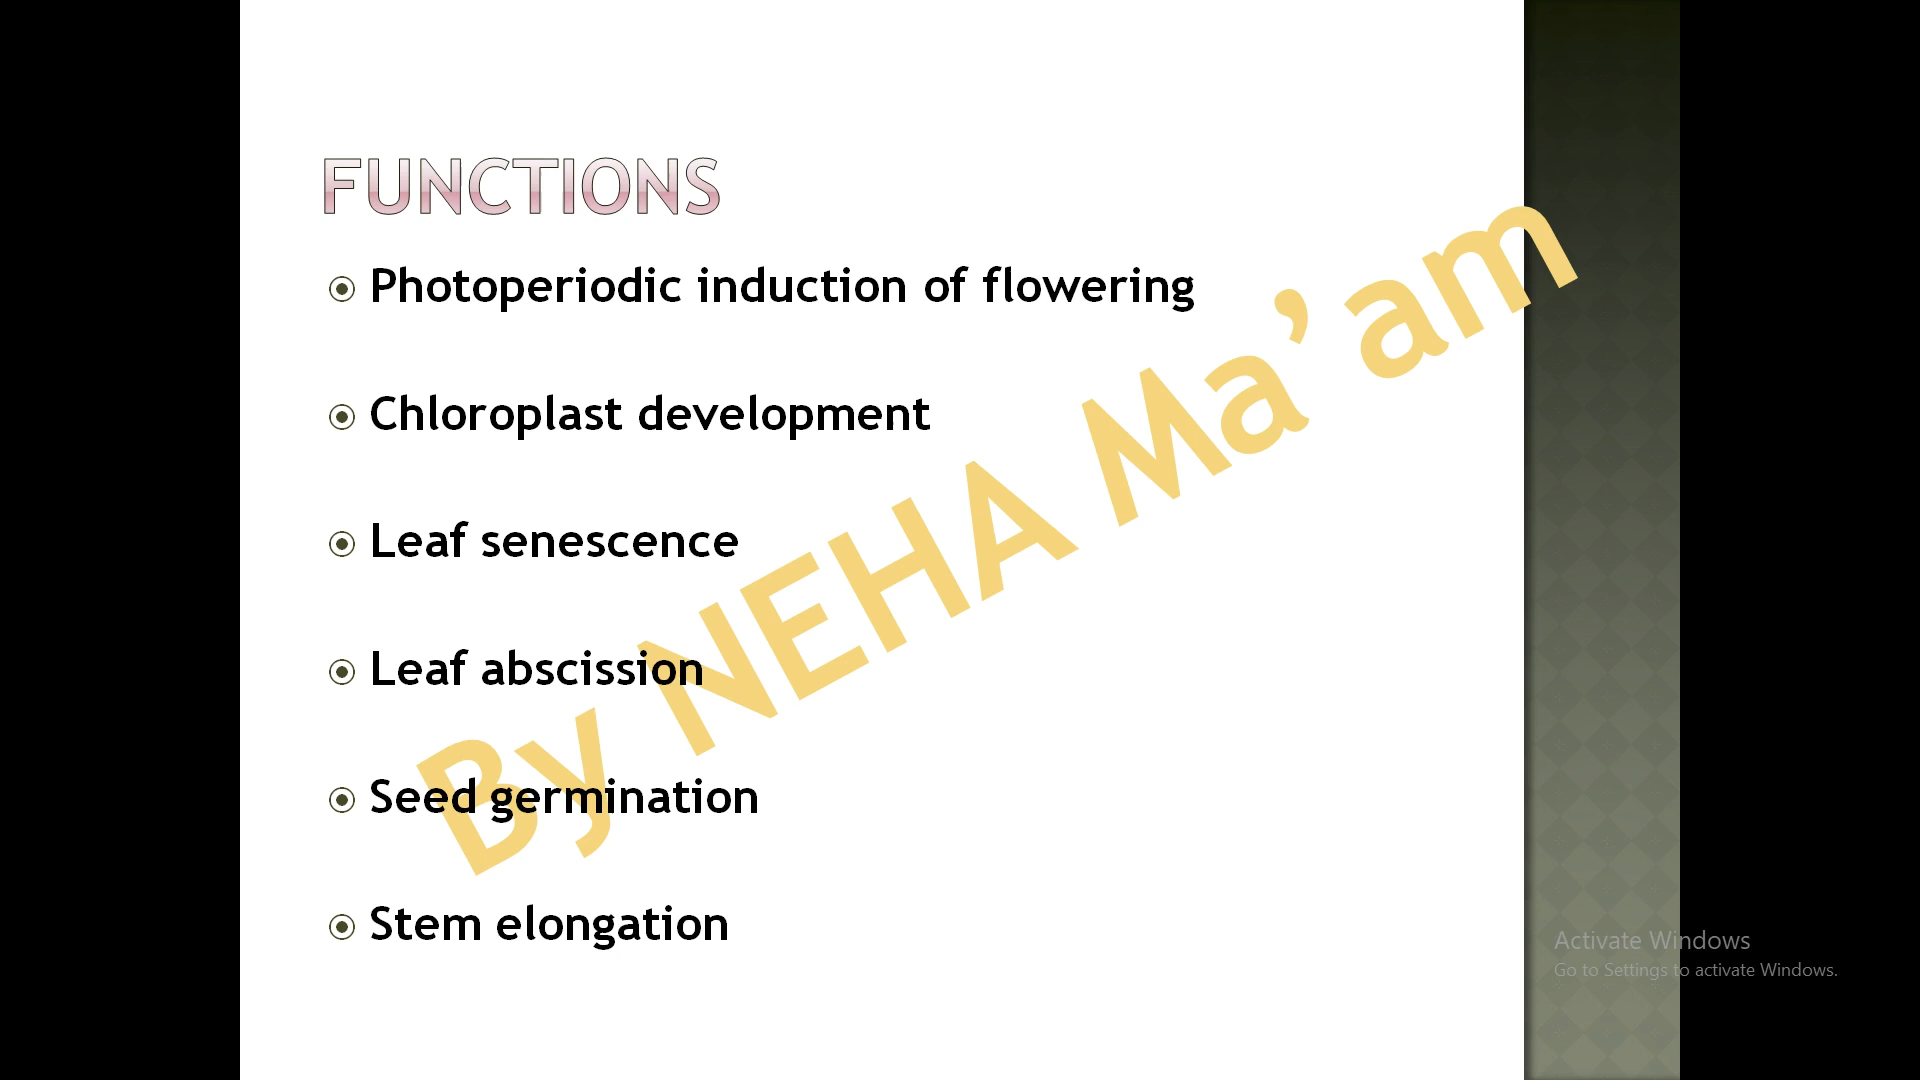 FUNCTIONS
Photoperiodic induction of flowering
Chloroplast development
Leaf senescence
Leaf abscission
Seed germination
Stem elongation
By NEHA Ma’am
Activate Windows
Go to Settings to activate Windows.